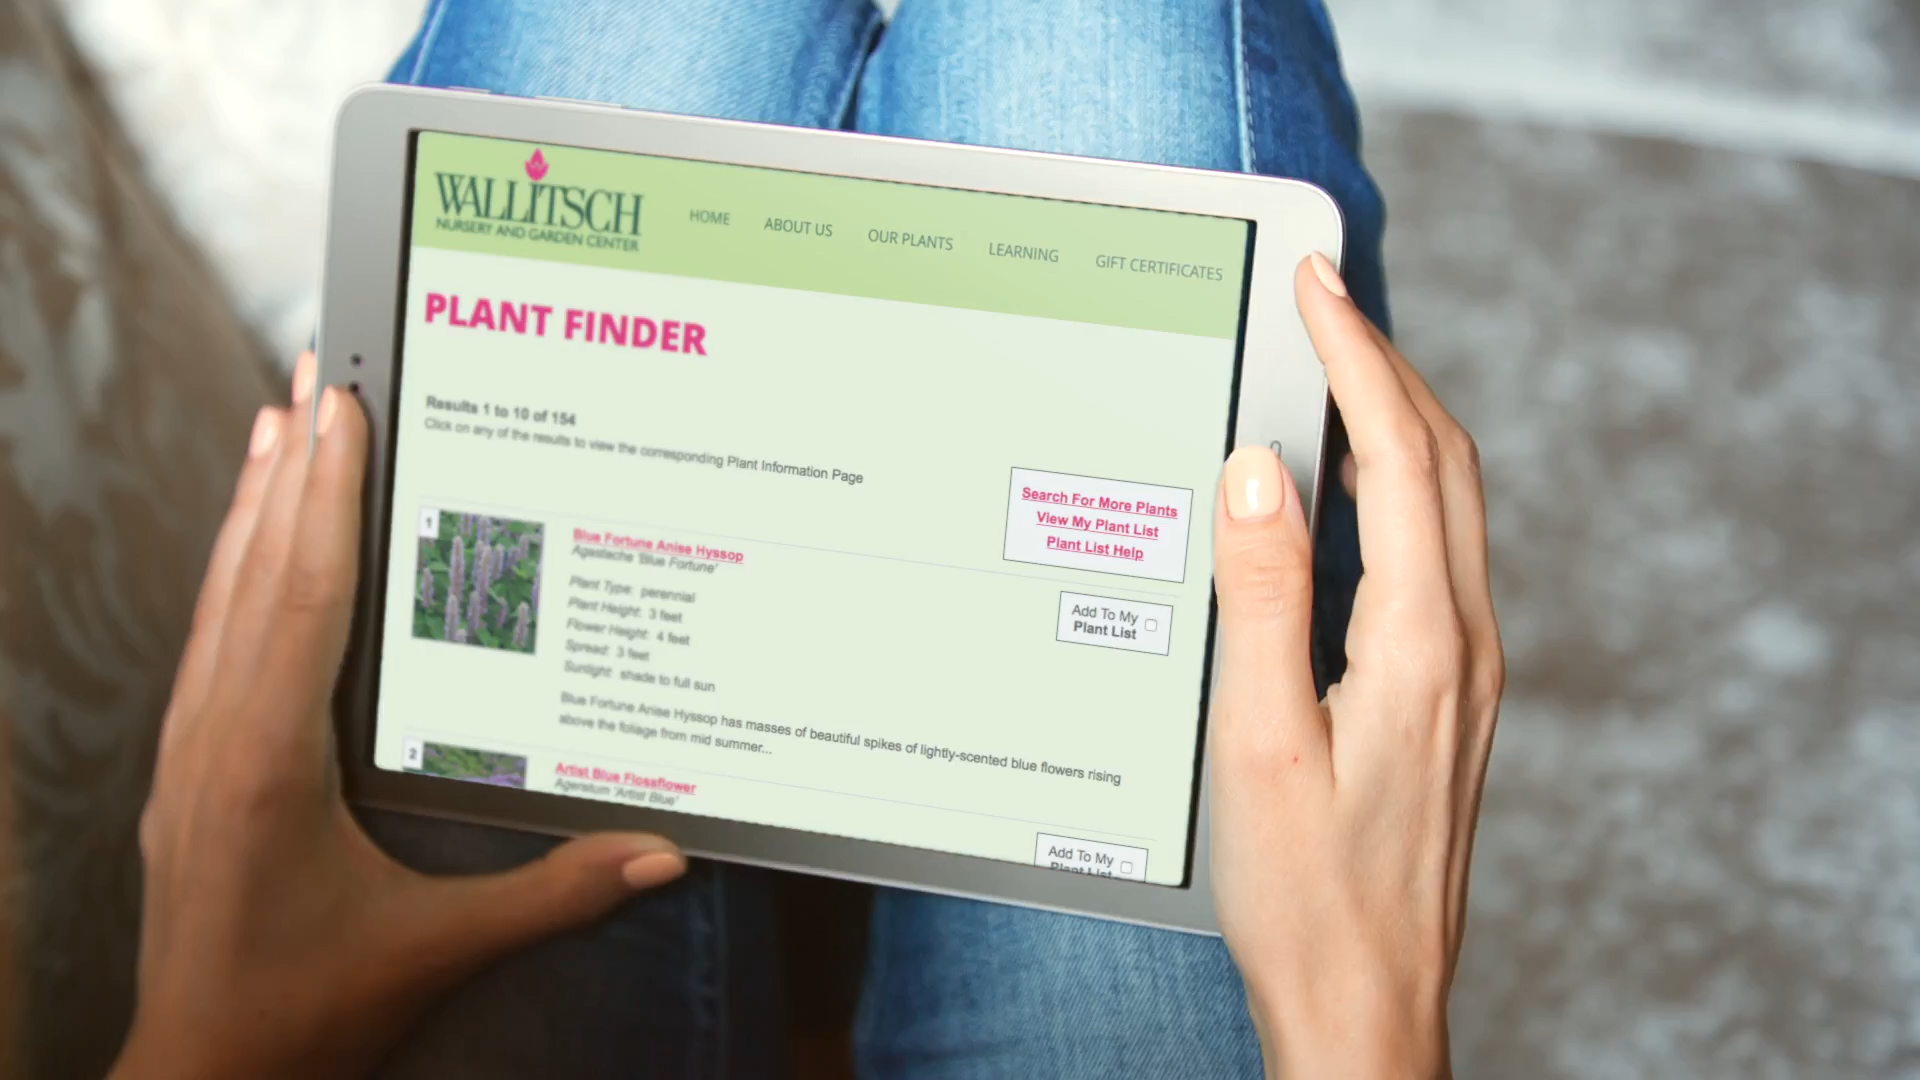 WALLITSCH
NURSERY AND GARDEN CENTER
HOME
ABOUT US
OUR PLANTS
LEARNING
GIFT CERTIFICATES
PLANT FINDER
Results 1 to 10 of 154
Click on any of the results to view the corresponding Plant Information Page
Search For More Plants
View My Plant List
Plant List Help
1
Blue Fortune Anise Hyssop
Agastache 'Blue Fortune'
Plant Type: perennial
Plant Height: 3 feet
Flower Height: 4 feet
Spread: 3 feet
Sunlight: shade to full sun
Add To My
Plant List
Blue Fortune Anise Hyssop has masses of beautiful spikes of lightly-scented blue flowers rising
above the foliage from mid summer...
2
Artist Blue Flossflower
Ageratum 'Artist Blue'
Add To My
Plant List